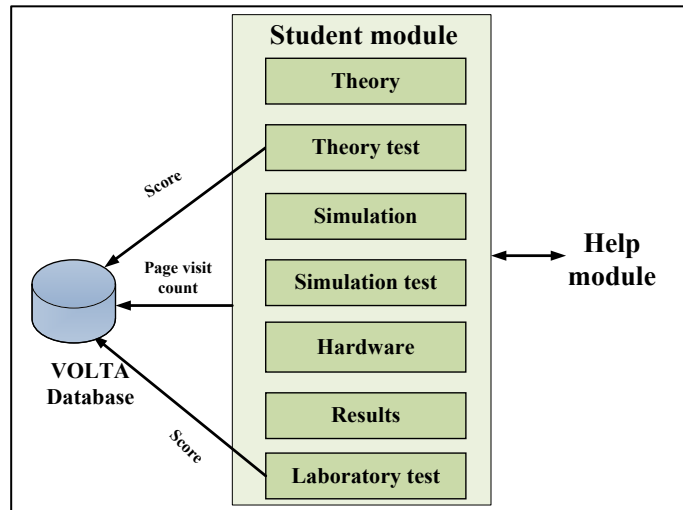 Student module
Theory
Theory test
Simulation
Simulation test
Hardware
Results
Laboratory test
Score
Page visit
count
Score
VOLTA
Database
Help
module